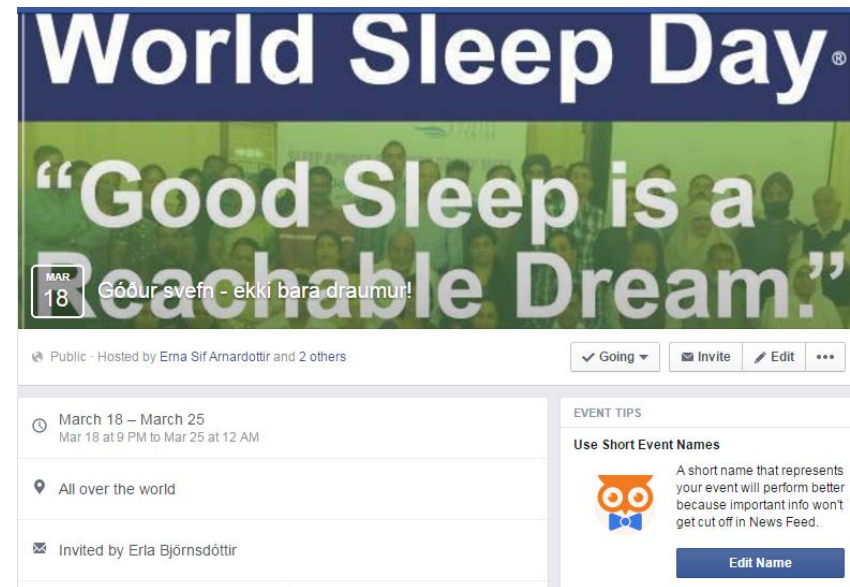 World Sleep Day®
“Good Sleep is a
Reachable Dream.”
MAR
18
Góður svefn - ekki bara draumur!
Public · Hosted by Erna Sif Arnardottir and 2 others
Going
Invite
Edit
March 18 – March 25
Mar 18 at 9 PM to Mar 25 at 12 AM
All over the world
Invited by Erla Björnsdóttir
EVENT TIPS
Use Short Event Names
A short name that represents
your event will perform better
because important info won't
get cut off in News Feed.
Edit Name